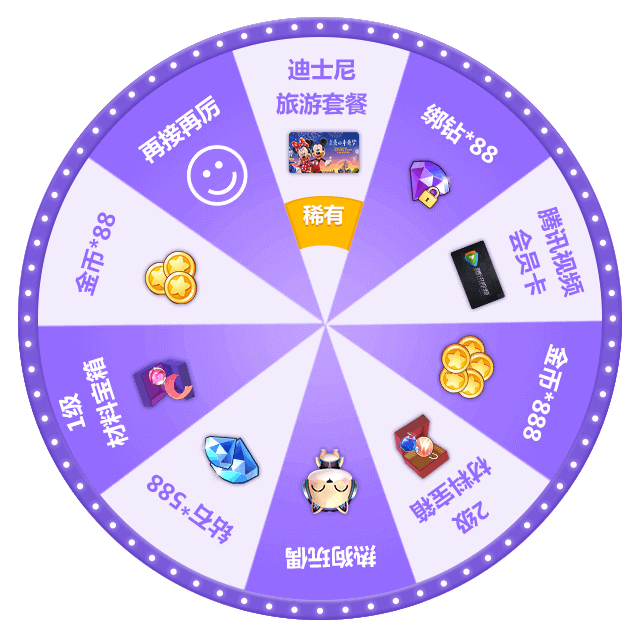 迪士尼
旅游套餐
稀有
绑钻*88
腾讯视频
会员卡
金币*888
2级
材料宝箱
热狗玩偶
钻石*588
1级
材料宝箱
金币*88
再接再厉